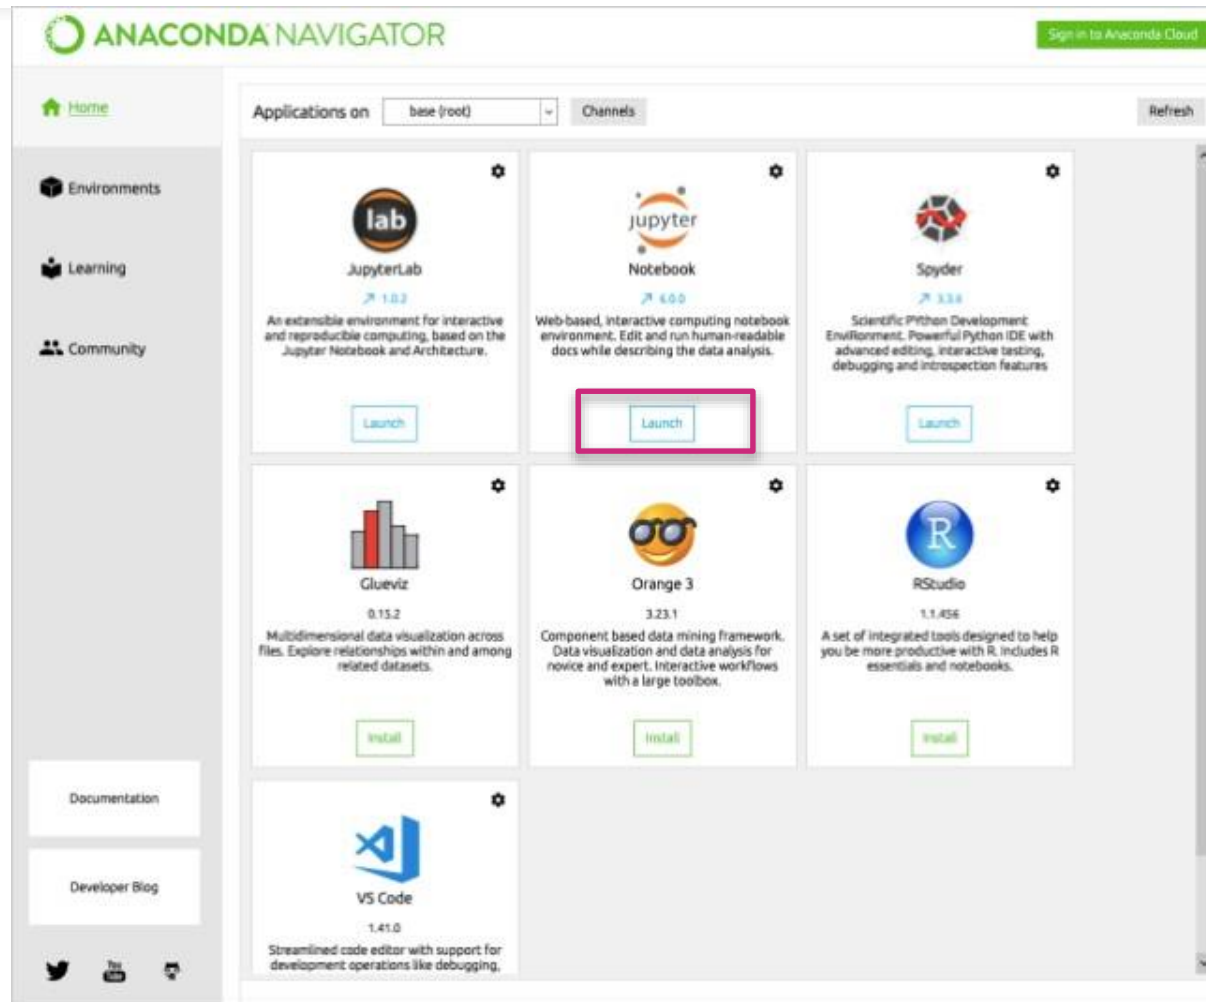 ANACONDA NAVIGATOR
Sign in to Anaconda Cloud
Home
Environments
Learning
Community
Documentation
Developer Blog
You
Tube
Applications on
base (root)
Channels
Refresh
lab
JupyterLab
1.0.2
An extensible environment for interactive
and reproducible computing, based on the
Jupyter Notebook and Architecture.
Launch
jupyter
Notebook
6.0.0
Web-based, interactive computing notebook
environment. Edit and run human-readable
docs while describing the data analysis.
Launch
Spyder
3.3.6
Scientific PYthon Development
EnviRonment. Powerful Python IDE with
advanced editing, interactive testing,
debugging and introspection features
Launch
Glueviz
0.15.2
Multidimensional data visualization across
files. Explore relationships within and among
related datasets.
Install
Orange 3
3.23.1
Component based data mining framework.
Data visualization and data analysis for
novice and expert. Interactive workflows
with a large toolbox.
Install
R
RStudio
1.1.456
A set of integrated tools designed to help
you be more productive with R. Includes R
essentials and notebooks.
Install
VS Code
1.41.0
Streamlined code editor with support for
development operations like debugging,